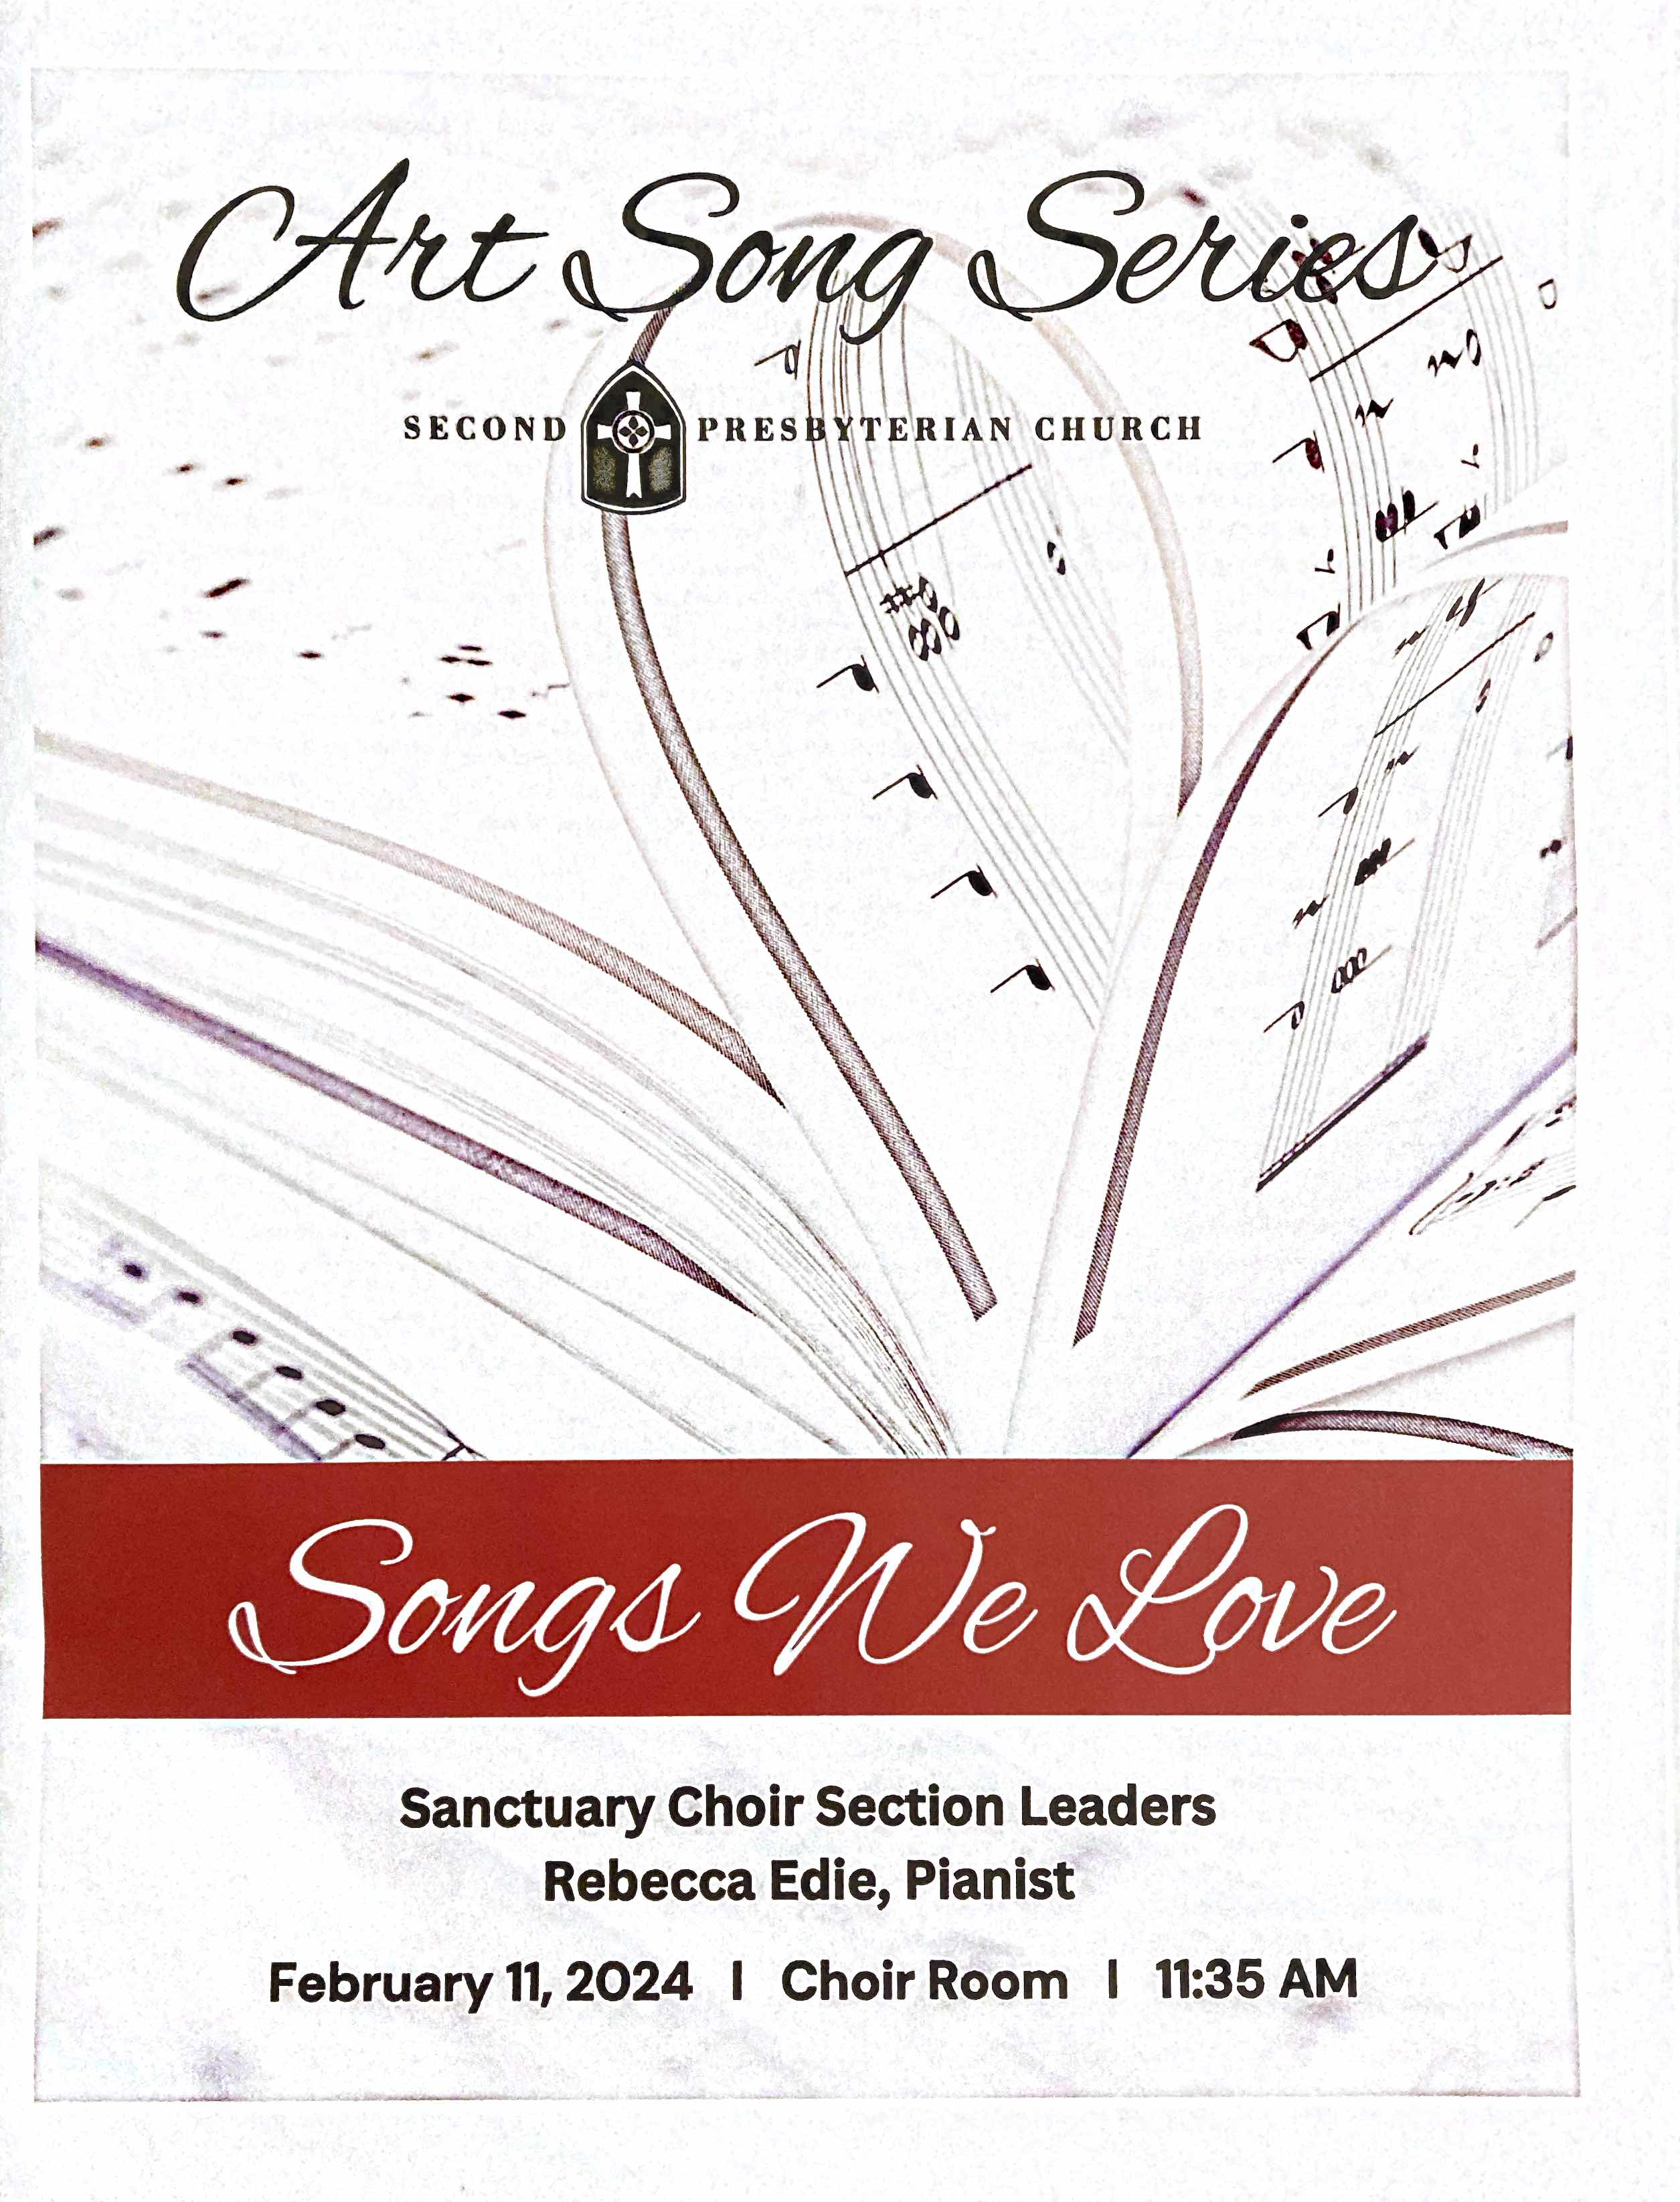 Art Song Series
SECOND PRESBYTERIAN CHURCH
Songs We Love
Sanctuary Choir Section Leaders
Rebecca Edie, Pianist
February 11, 2024 | Choir Room | 11:35 AM